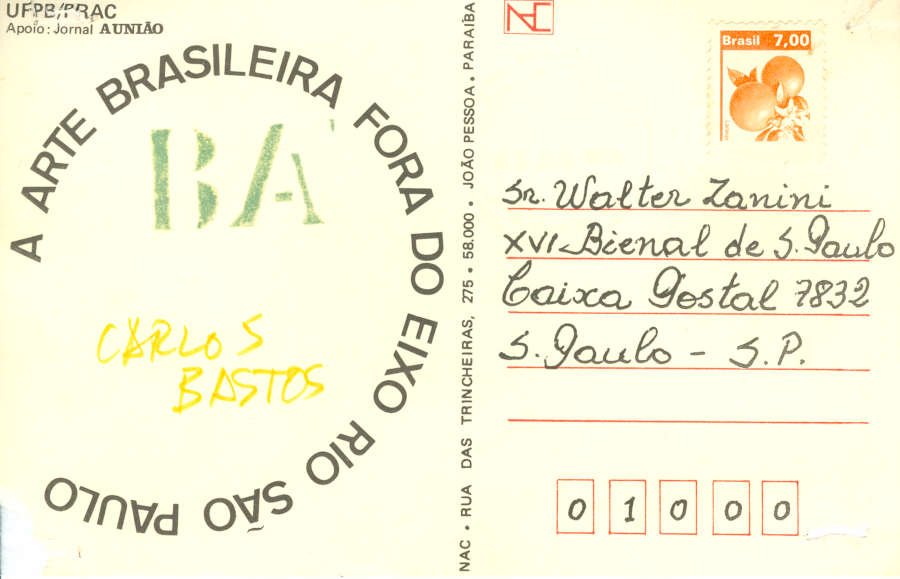 UFPB/PRAC
Apoio: Jornal A UNIÃO
A ARTE BRASILEIRA FORA DO EIXO RIO SÃO PAULO
BA
CARLOS
BASTOS
NAC • RUA DAS TRINCHEIRAS, 275 • 58.000 • JOÃO PESSOA • PARAÍBA
NAC
Brasil 7,00
Sr. Walter Zanini
XVI-Bienal de S. Paulo
Caixa Postal 7832
S. Paulo - S.P.
0 1 0 0 0